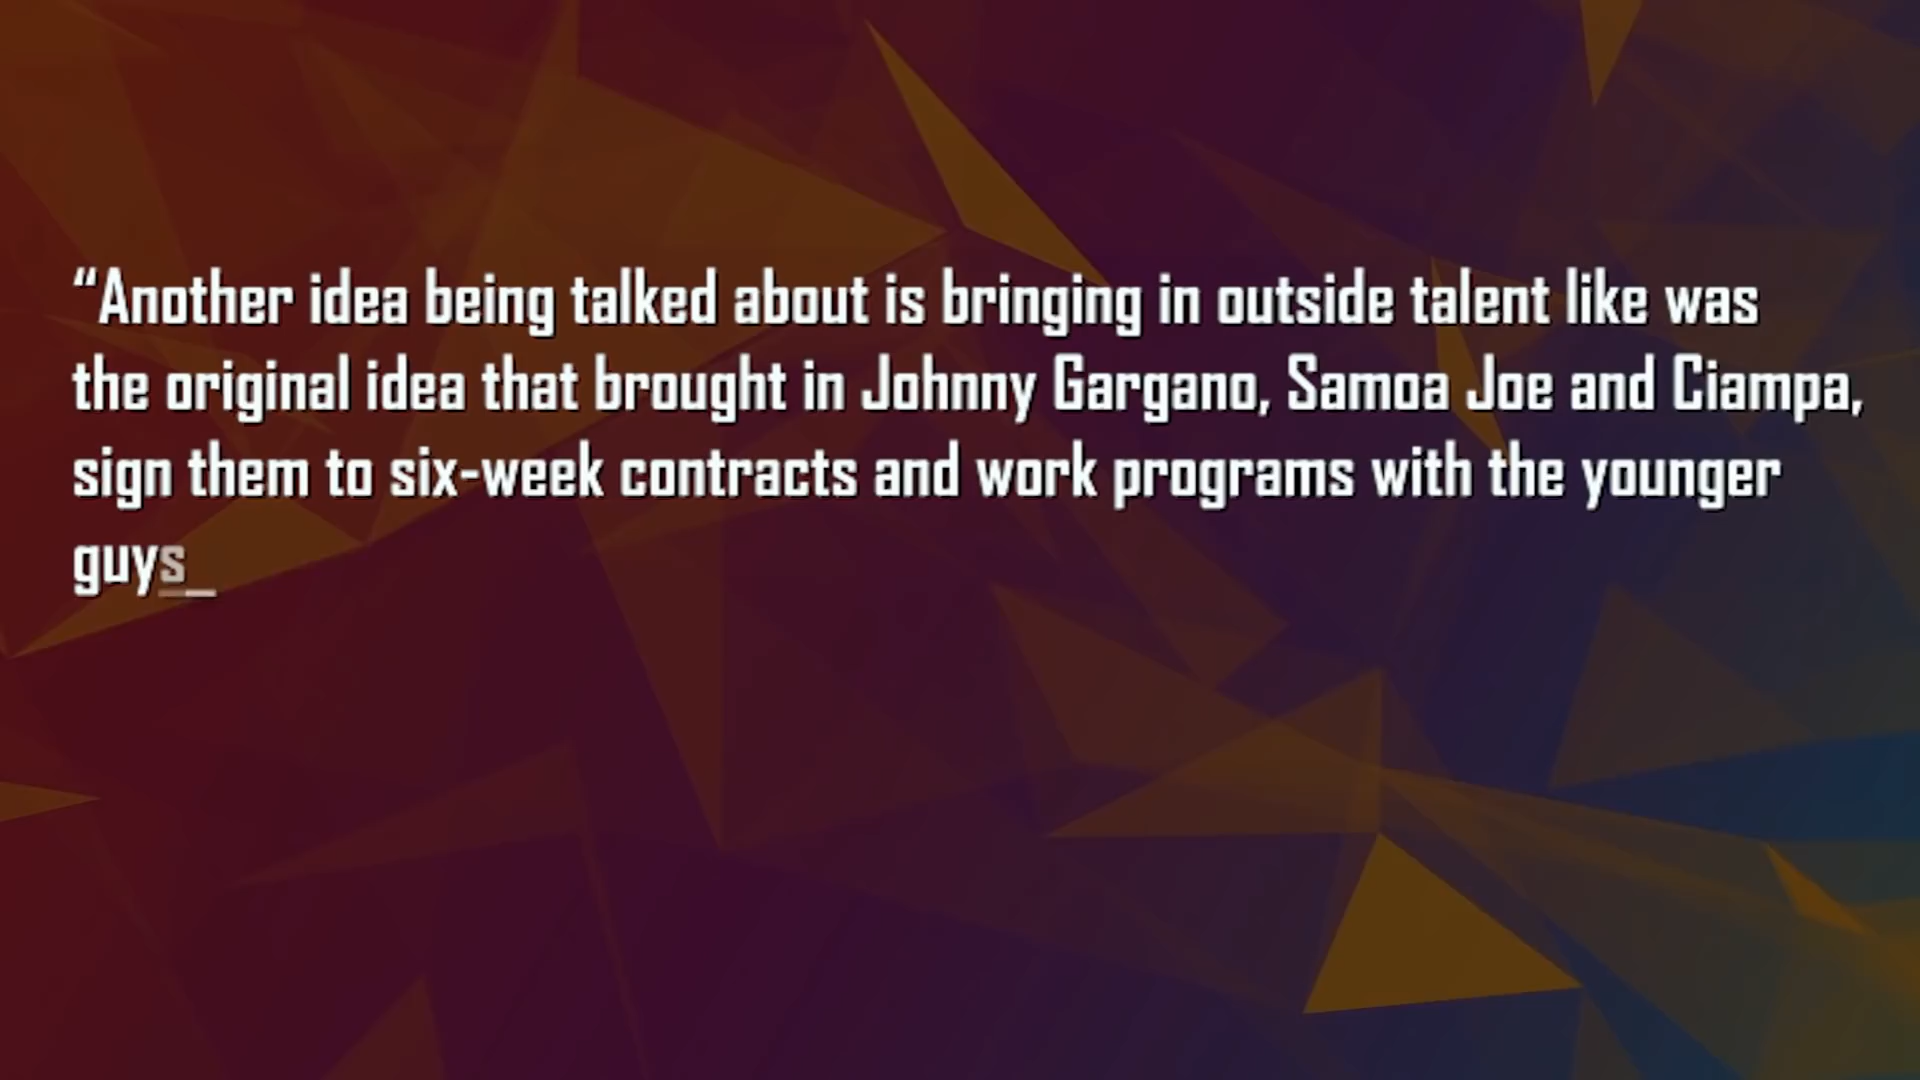 “Another idea being talked about is bringing in outside talent like was
the original idea that brought in Johnny Gargano, Samoa Joe and Ciampa,
sign them to six-week contracts and work programs with the younger
guys_